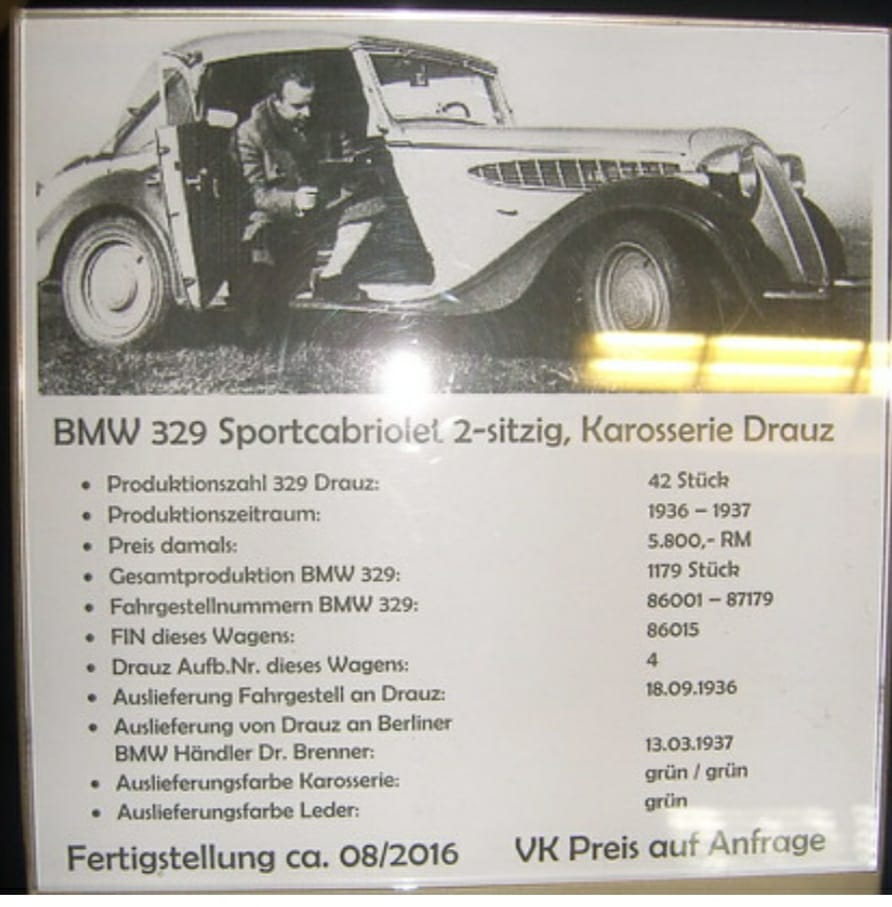 BMW 329 Sportcabriolet 2-sitzig, Karosserie Drauz
• Produktionszahl 329 Drauz: 42 Stück
• Produktionszeitraum: 1936 – 1937
• Preis damals: 5.800,- RM
• Gesamtproduktion BMW 329: 1179 Stück
• Fahrgestellnummern BMW 329: 86001 – 87179
• FIN dieses Wagens: 86015
• Drauz Aufb.Nr. dieses Wagens: 4
• Auslieferung Fahrgestell an Drauz: 18.09.1936
• Auslieferung von Drauz an Berliner
BMW Händler Dr. Brenner: 13.03.1937
• Auslieferungsfarbe Karosserie: grün / grün
• Auslieferungsfarbe Leder: grün
Fertigstellung ca. 08/2016 VK Preis auf Anfrage